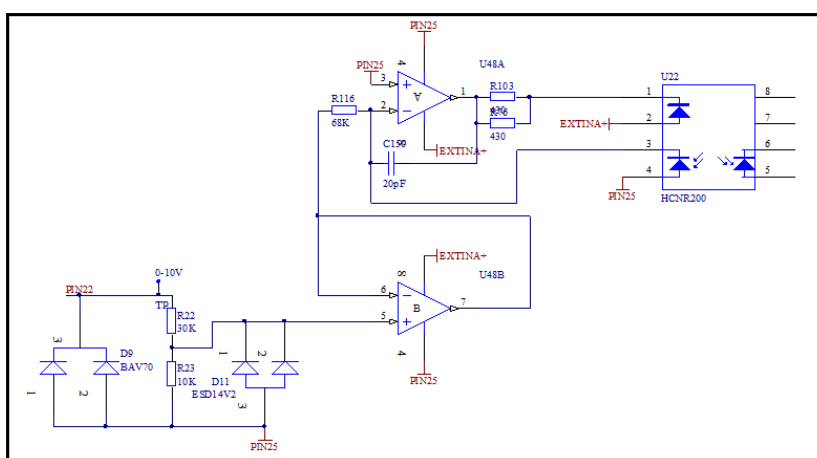 PIN25
4
U48A
PIN25
3
+
A
1
R103
430
U22
1
8
R116
68K
2
−
430
EXTINA+
2
7
C159
20pF
EXTINA+
3
6
4
5
PIN25
HCNR200
EXTINA+
8
U48B
0-10V
6
−
B
7
PIN22
TP
R22
30K
5
+
3
D9
BAV70
1
2
R23
10K
D11
ESD14V2
4
1
2
3
PIN25
PIN25